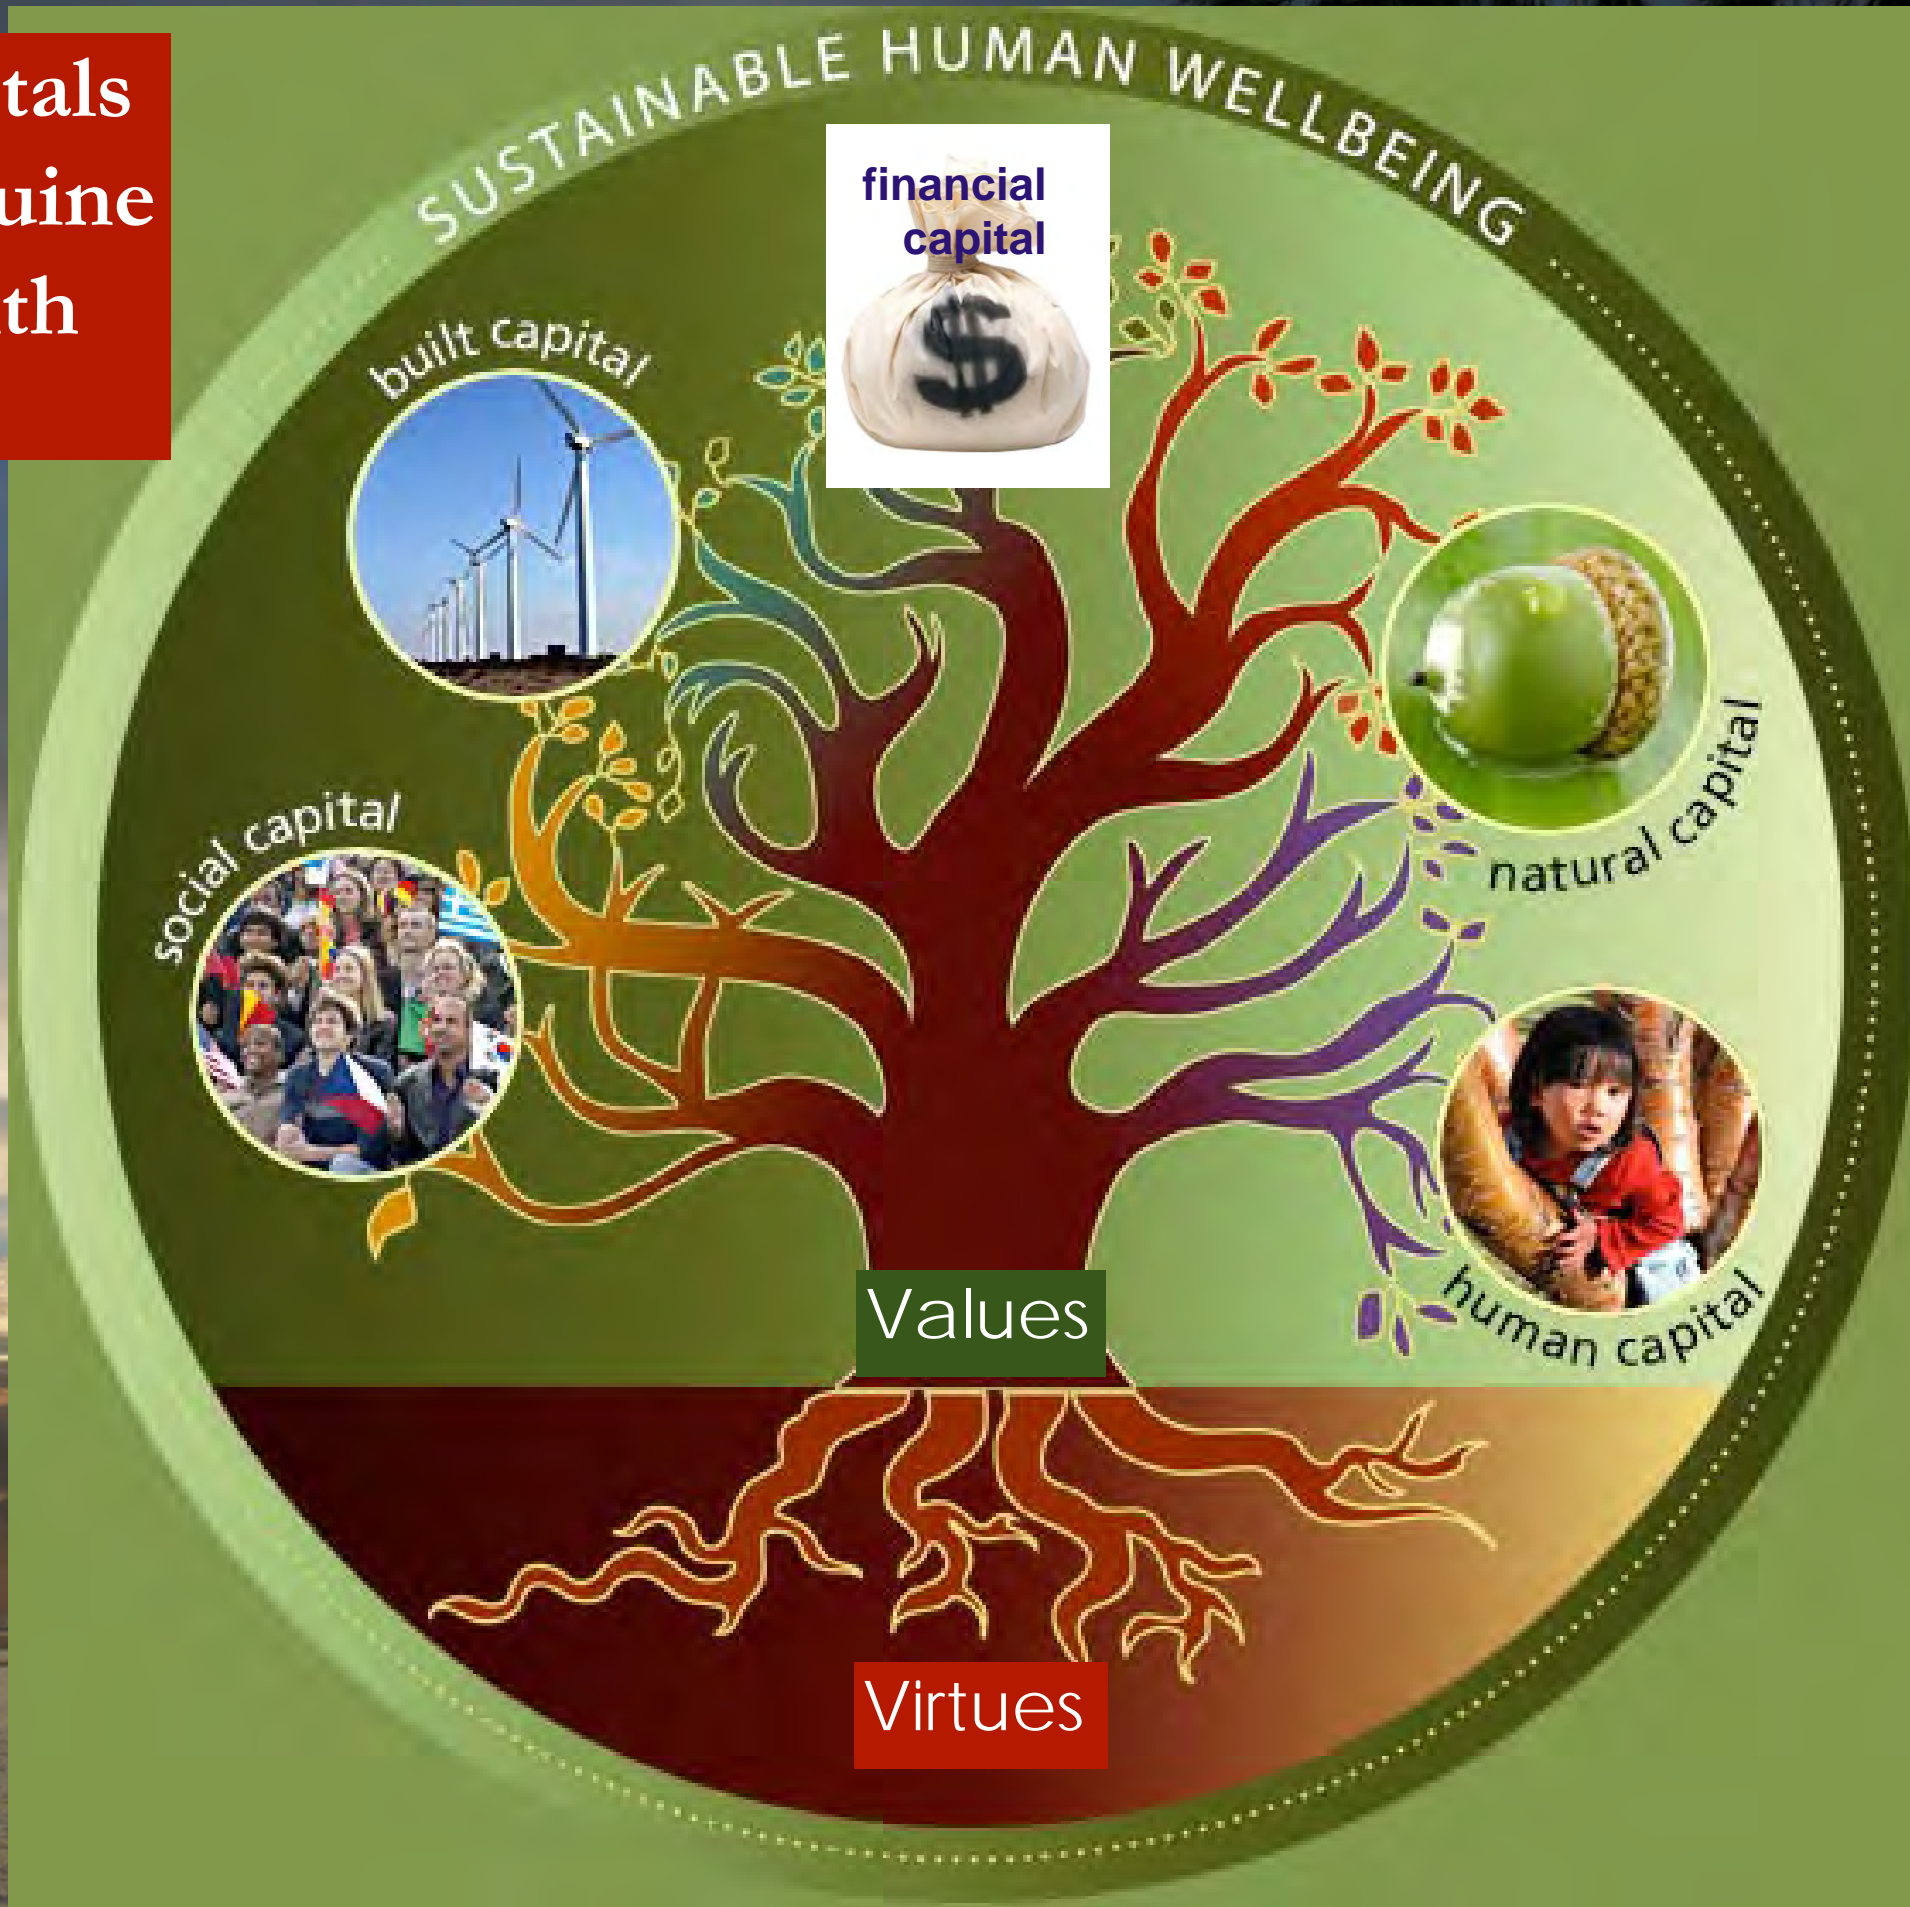 tals
uine
th
SUSTAINABLE HUMAN WELLBEING
financial
capital
$
built capital
natural capital
social capital
human capital
Values
Virtues